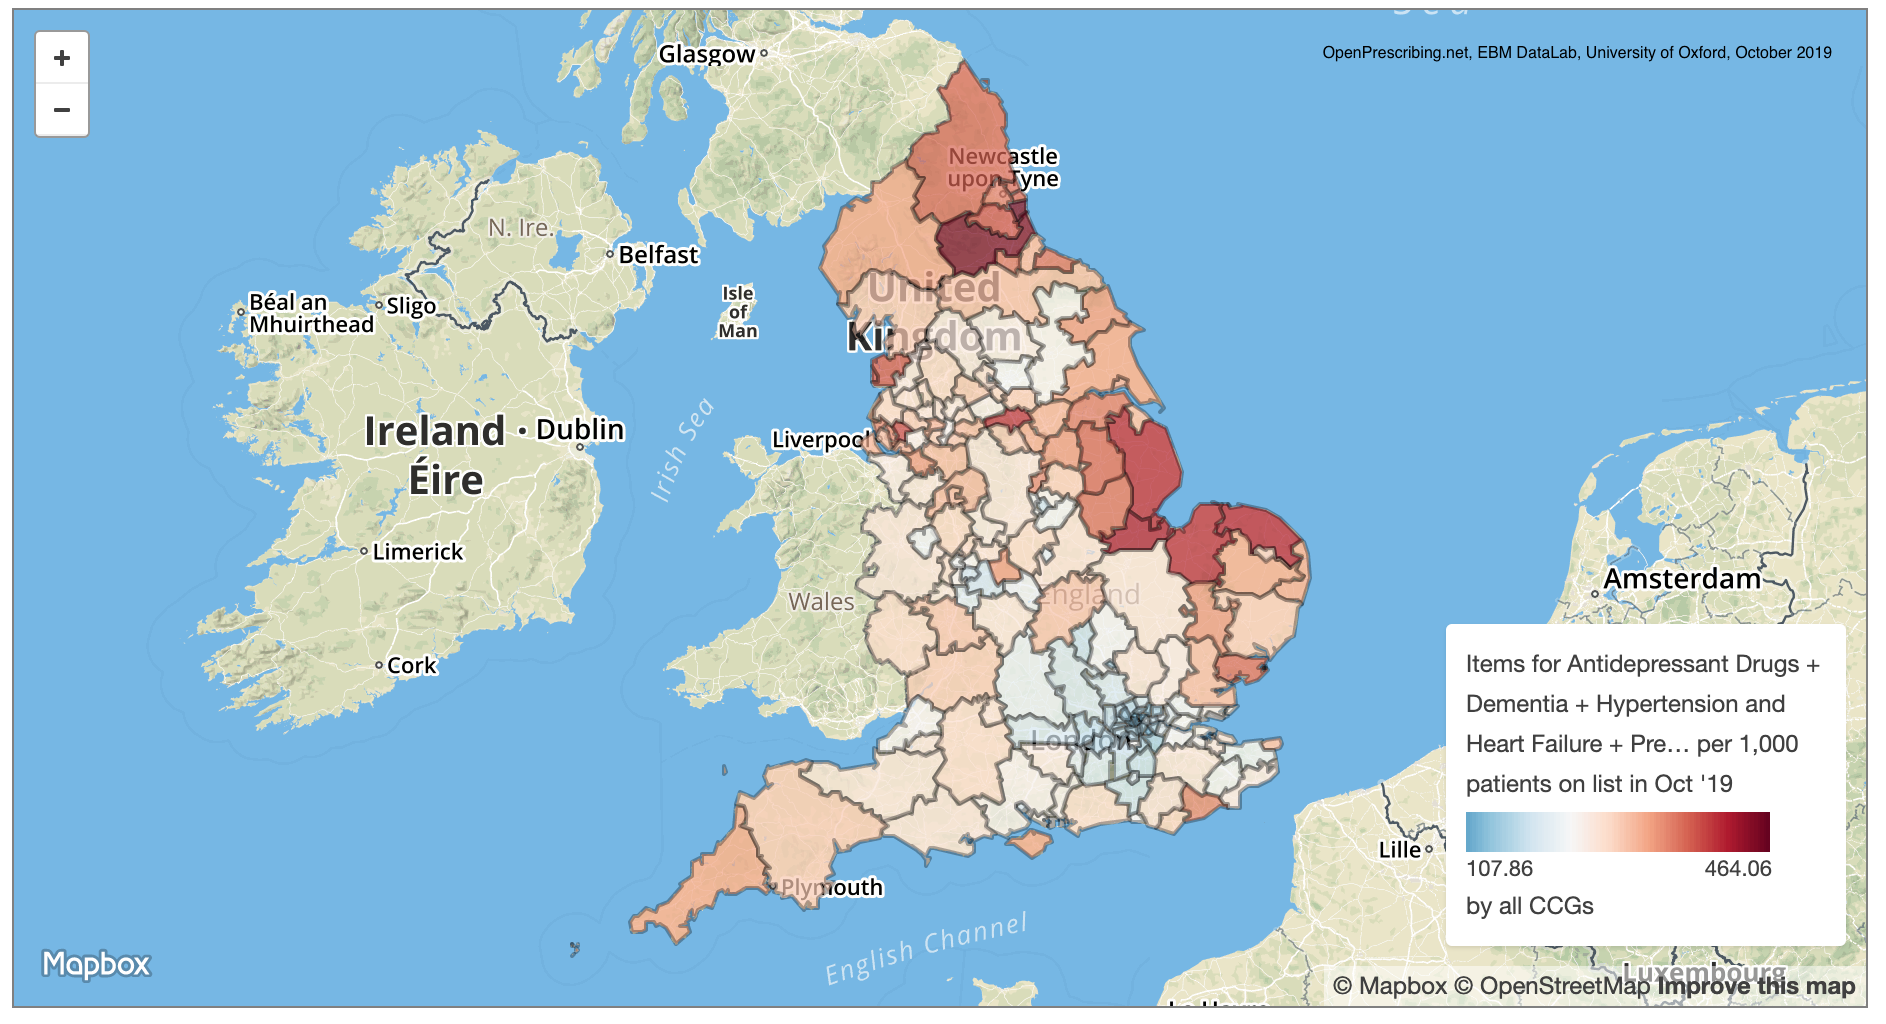 +
−
OpenPrescribing.net, EBM DataLab, University of Oxford, October 2019
Sea
Glasgow
Newcastle
upon Tyne
N. Ire.
Belfast
Béal an
Mhuirthead
Sligo
Isle
of
Man
United
Kingdom
Irish Sea
Ireland
Éire
Dublin
Liverpool
Limerick
Wales
England
Amsterdam
Cork
London
Plymouth
English Channel
Lille
Luxembourg
Le Havre
Items for Antidepressant Drugs +
Dementia + Hypertension and
Heart Failure + Pre... per 1,000
patients on list in Oct '19
107.86 464.06
by all CCGs
Mapbox
© Mapbox © OpenStreetMap Improve this map